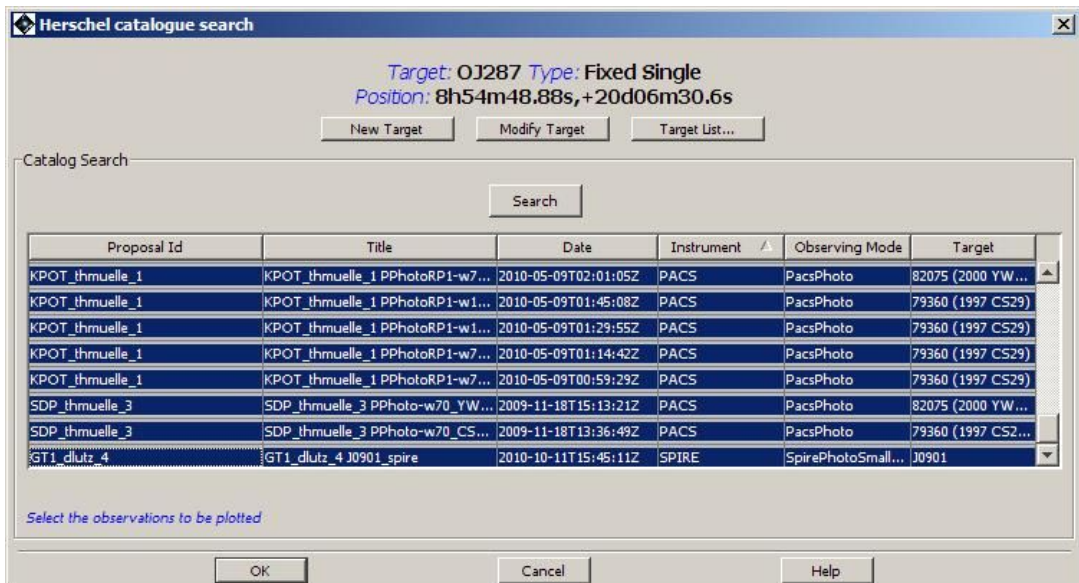 Herschel catalogue search
Target: OJ287 Type: Fixed Single
Position: 8h54m48.88s,+20d06m30.6s
New Target Modify Target Target List...
Catalog Search
Search
Proposal Id Title Date Instrument Observing Mode Target
KPOT_thmuelle_1 KPOT_thmuelle_1 PPhotoRP1-w7... 2010-05-09T02:01:05Z PACS PacsPhoto 82075 (2000 YW...
KPOT_thmuelle_1 KPOT_thmuelle_1 PPhotoRP1-w1... 2010-05-09T01:45:08Z PACS PacsPhoto 79360 (1997 CS29)
KPOT_thmuelle_1 KPOT_thmuelle_1 PPhotoRP1-w1... 2010-05-09T01:29:55Z PACS PacsPhoto 79360 (1997 CS29)
KPOT_thmuelle_1 KPOT_thmuelle_1 PPhotoRP1-w7... 2010-05-09T01:14:42Z PACS PacsPhoto 79360 (1997 CS29)
KPOT_thmuelle_1 KPOT_thmuelle_1 PPhotoRP1-w7... 2010-05-09T00:59:29Z PACS PacsPhoto 79360 (1997 CS29)
SDP_thmuelle_3 SDP_thmuelle_3 PPhoto-w70_YW... 2009-11-18T15:13:21Z PACS PacsPhoto 82075 (2000 YW...
SDP_thmuelle_3 SDP_thmuelle_3 PPhoto-w70_CS... 2009-11-18T13:36:49Z PACS PacsPhoto 79360 (1997 CS2...
GT1_dlutz_4 GT1_dlutz_4 J0901_spire 2010-10-11T15:45:11Z SPIRE SpirePhotoSmall... J0901
Select the observations to be plotted
OK Cancel Help